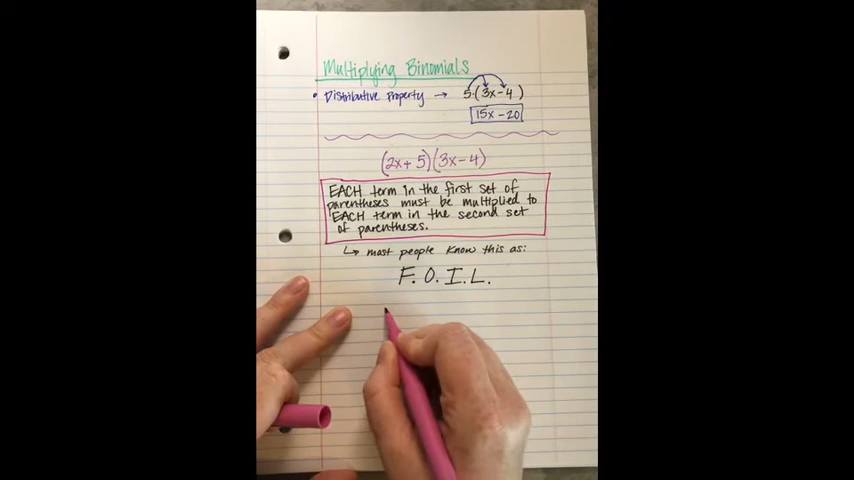 Multiplying Binomials
• Distributive Property → 5·(3x-4)
15x - 20
(2x+5)(3x-4)
EACH term in the first set of
parentheses must be multiplied to
EACH term in the second set
of parentheses.
↳ most people know this as:
F.O.I.L.